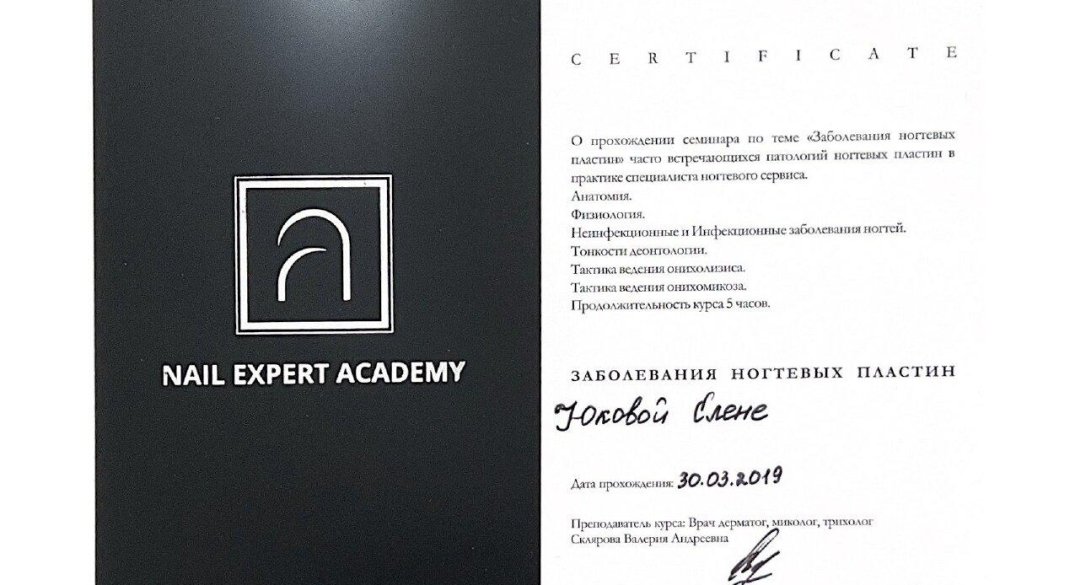 NAIL EXPERT ACADEMY
CERTIFICATE
О прохождении семинара по теме «Заболевания ногтевых
пластин» часто встречающихся патологий ногтевых пластин в
практике специалиста ногтевого сервиса.
Анатомия.
Физиология.
Неинфекционные и Инфекционные заболевания ногтей.
Тонкости деонтологии.
Тактика ведения онихолизиса.
Тактика ведения онихомикоза.
Продолжительность курса 5 часов.
ЗАБОЛЕВАНИЯ НОГТЕВЫХ ПЛАСТИН
Юковой Елене
Дата прохождения: 30.03.2019
Преподаватель курса: Врач дерматог, миколог, трихолог
Склярова Валерия Андреевна